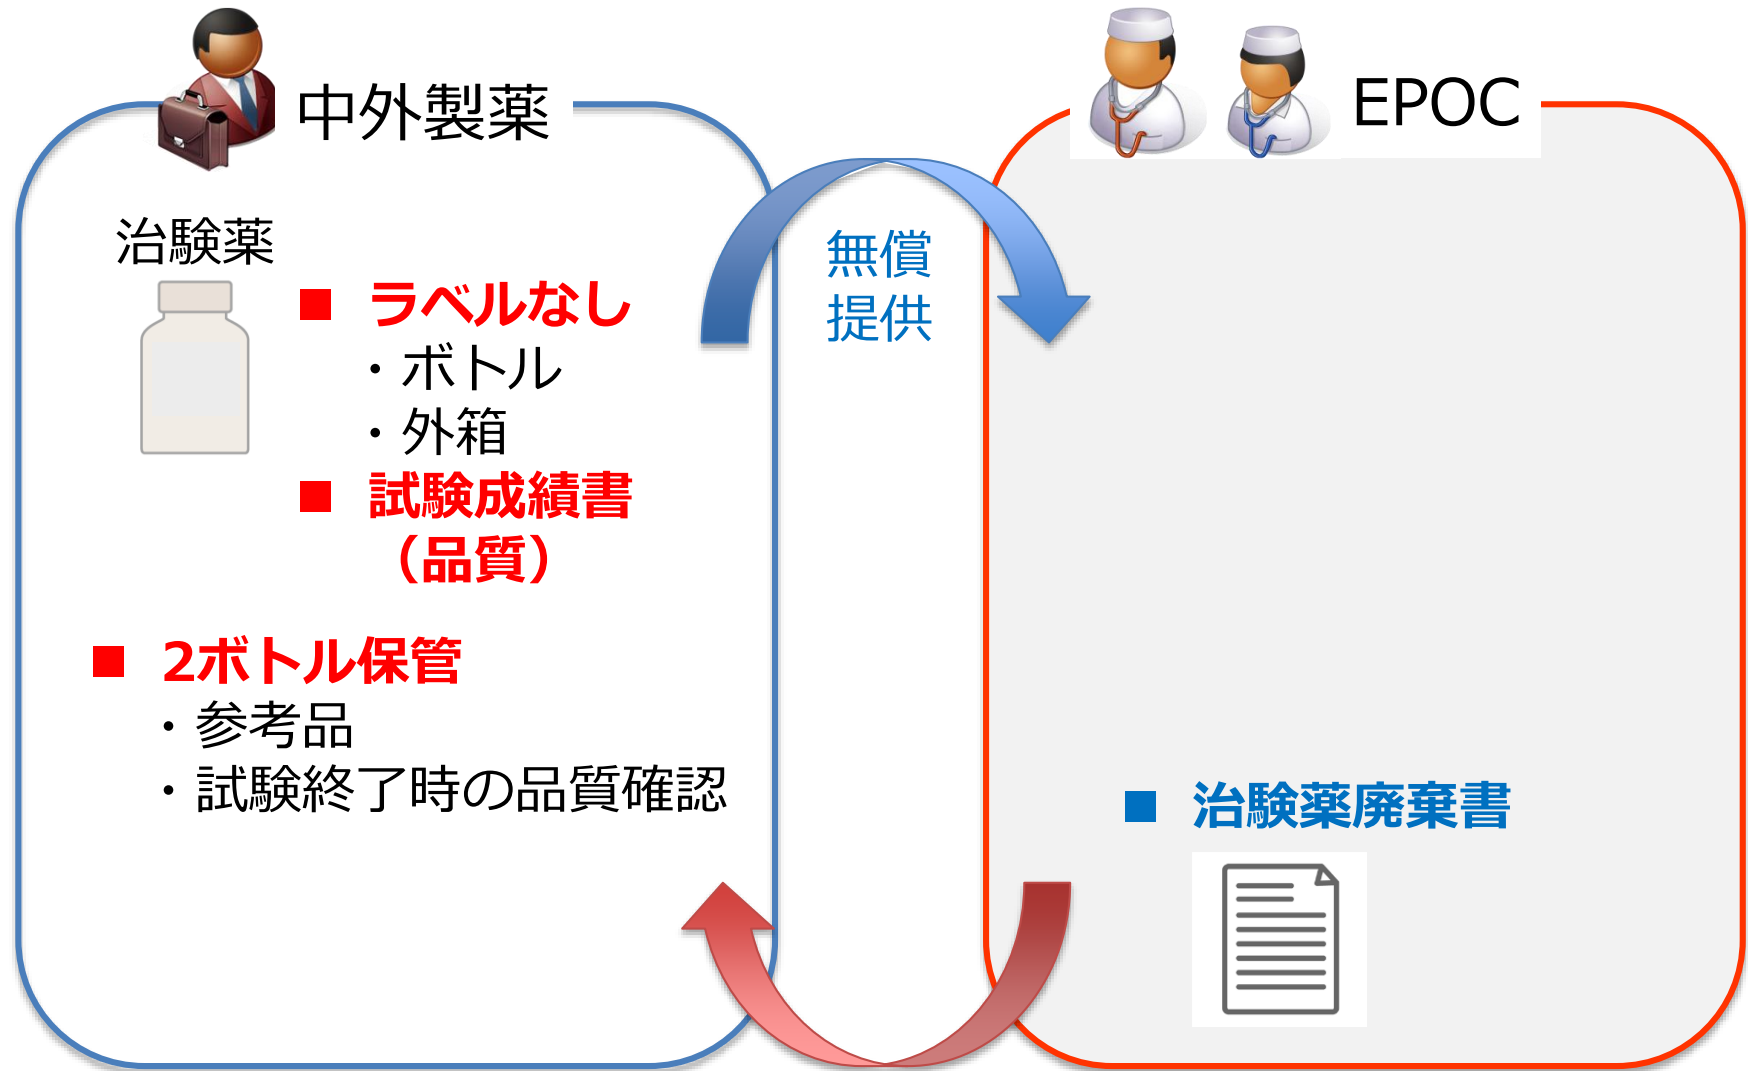 中外製薬
EPOC
治験薬
■ ラベルなし
・ボトル
・外箱
■ 試験成績書
（品質）
■ 2ボトル保管
・参考品
・試験終了時の品質確認
無償
提供
■ 治験薬廃棄書